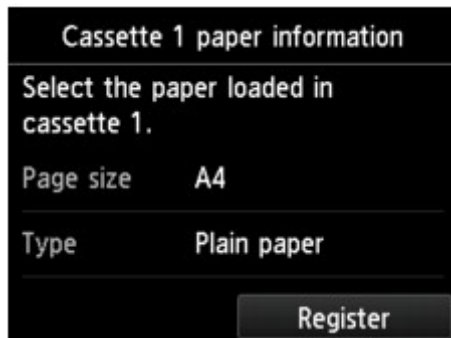 Cassette 1 paper information
Select the paper loaded in
cassette 1.
Page size A4
Type Plain paper
Register